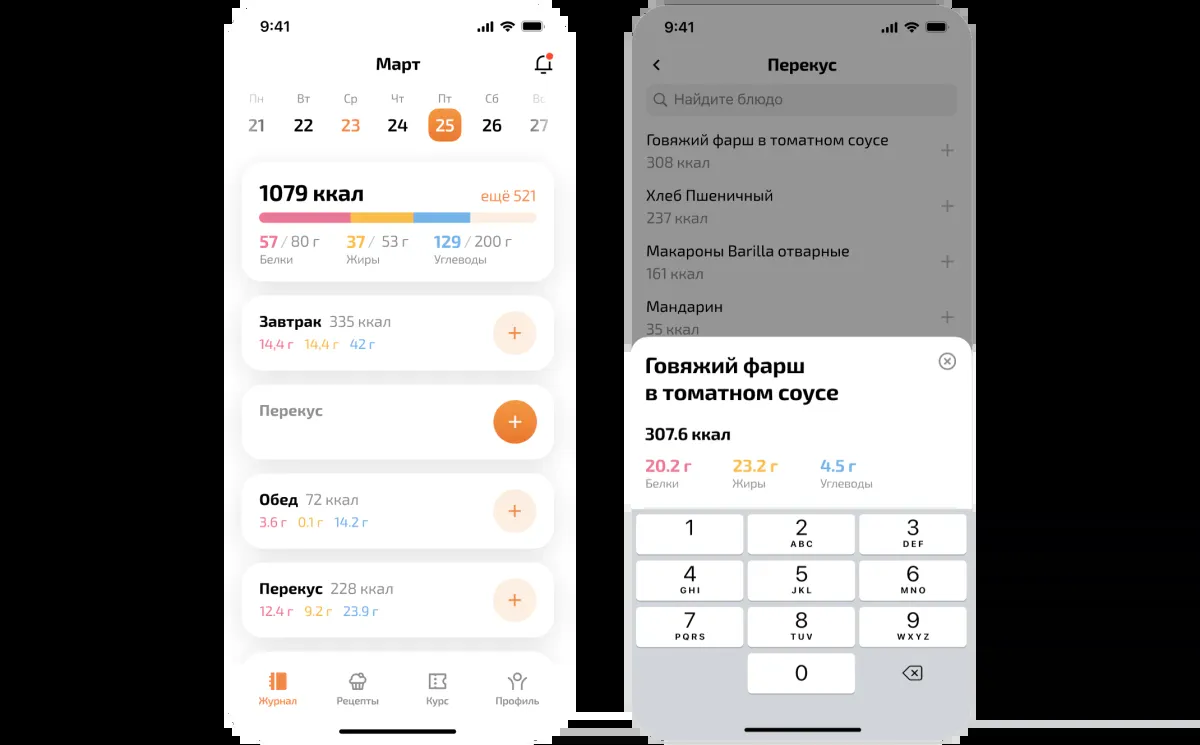 9:41
Март
Пн Вт Ср Чт Пт Сб Вс
21 22 23 24 25 26 27
1079 ккал ещё 521
57 / 80 г 37 / 53 г 129 / 200 г
Белки Жиры Углеводы
Завтрак 335 ккал
14,4 г 14,4 г 42 г
+
Перекус
+
Обед 72 ккал
3.6 г 0.1 г 14.2 г
+
Перекус 228 ккал
12.4 г 9.2 г 23.9 г
+
Журнал Рецепты Курс Профиль
9:41
Перекус
Найдите блюдо
Говяжий фарш в томатном соусе
308 ккал
+
Хлеб Пшеничный
237 ккал
+
Макароны Barilla отварные
161 ккал
+
Мандарин
35 ккал
+
Говяжий фарш
в томатном соусе
307.6 ккал
20.2 г 23.2 г 4.5 г
Белки Жиры Углеводы
1 2 3
ABC DEF
4 5 6
GHI JKL MNO
7 8 9
PQRS TUV WXYZ
0